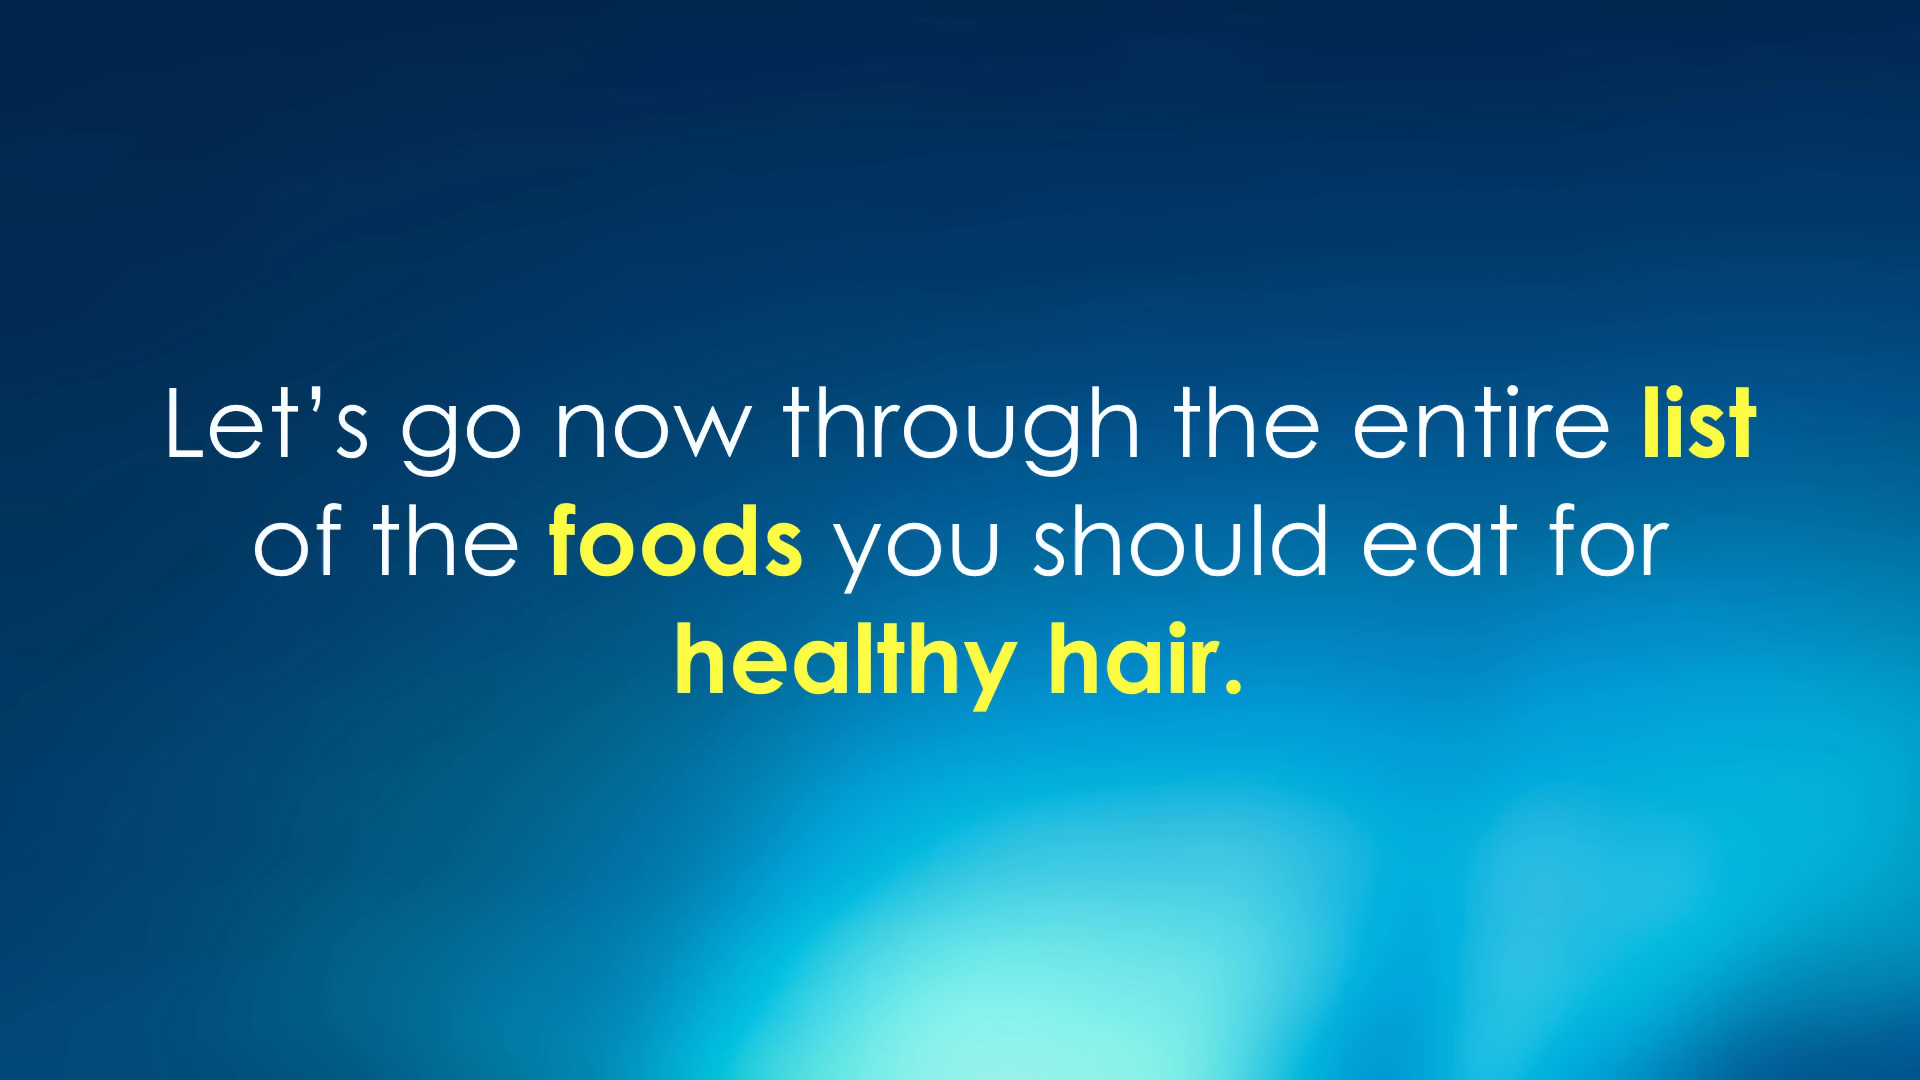 Let’s go now through the entire list
of the foods you should eat for
healthy hair.